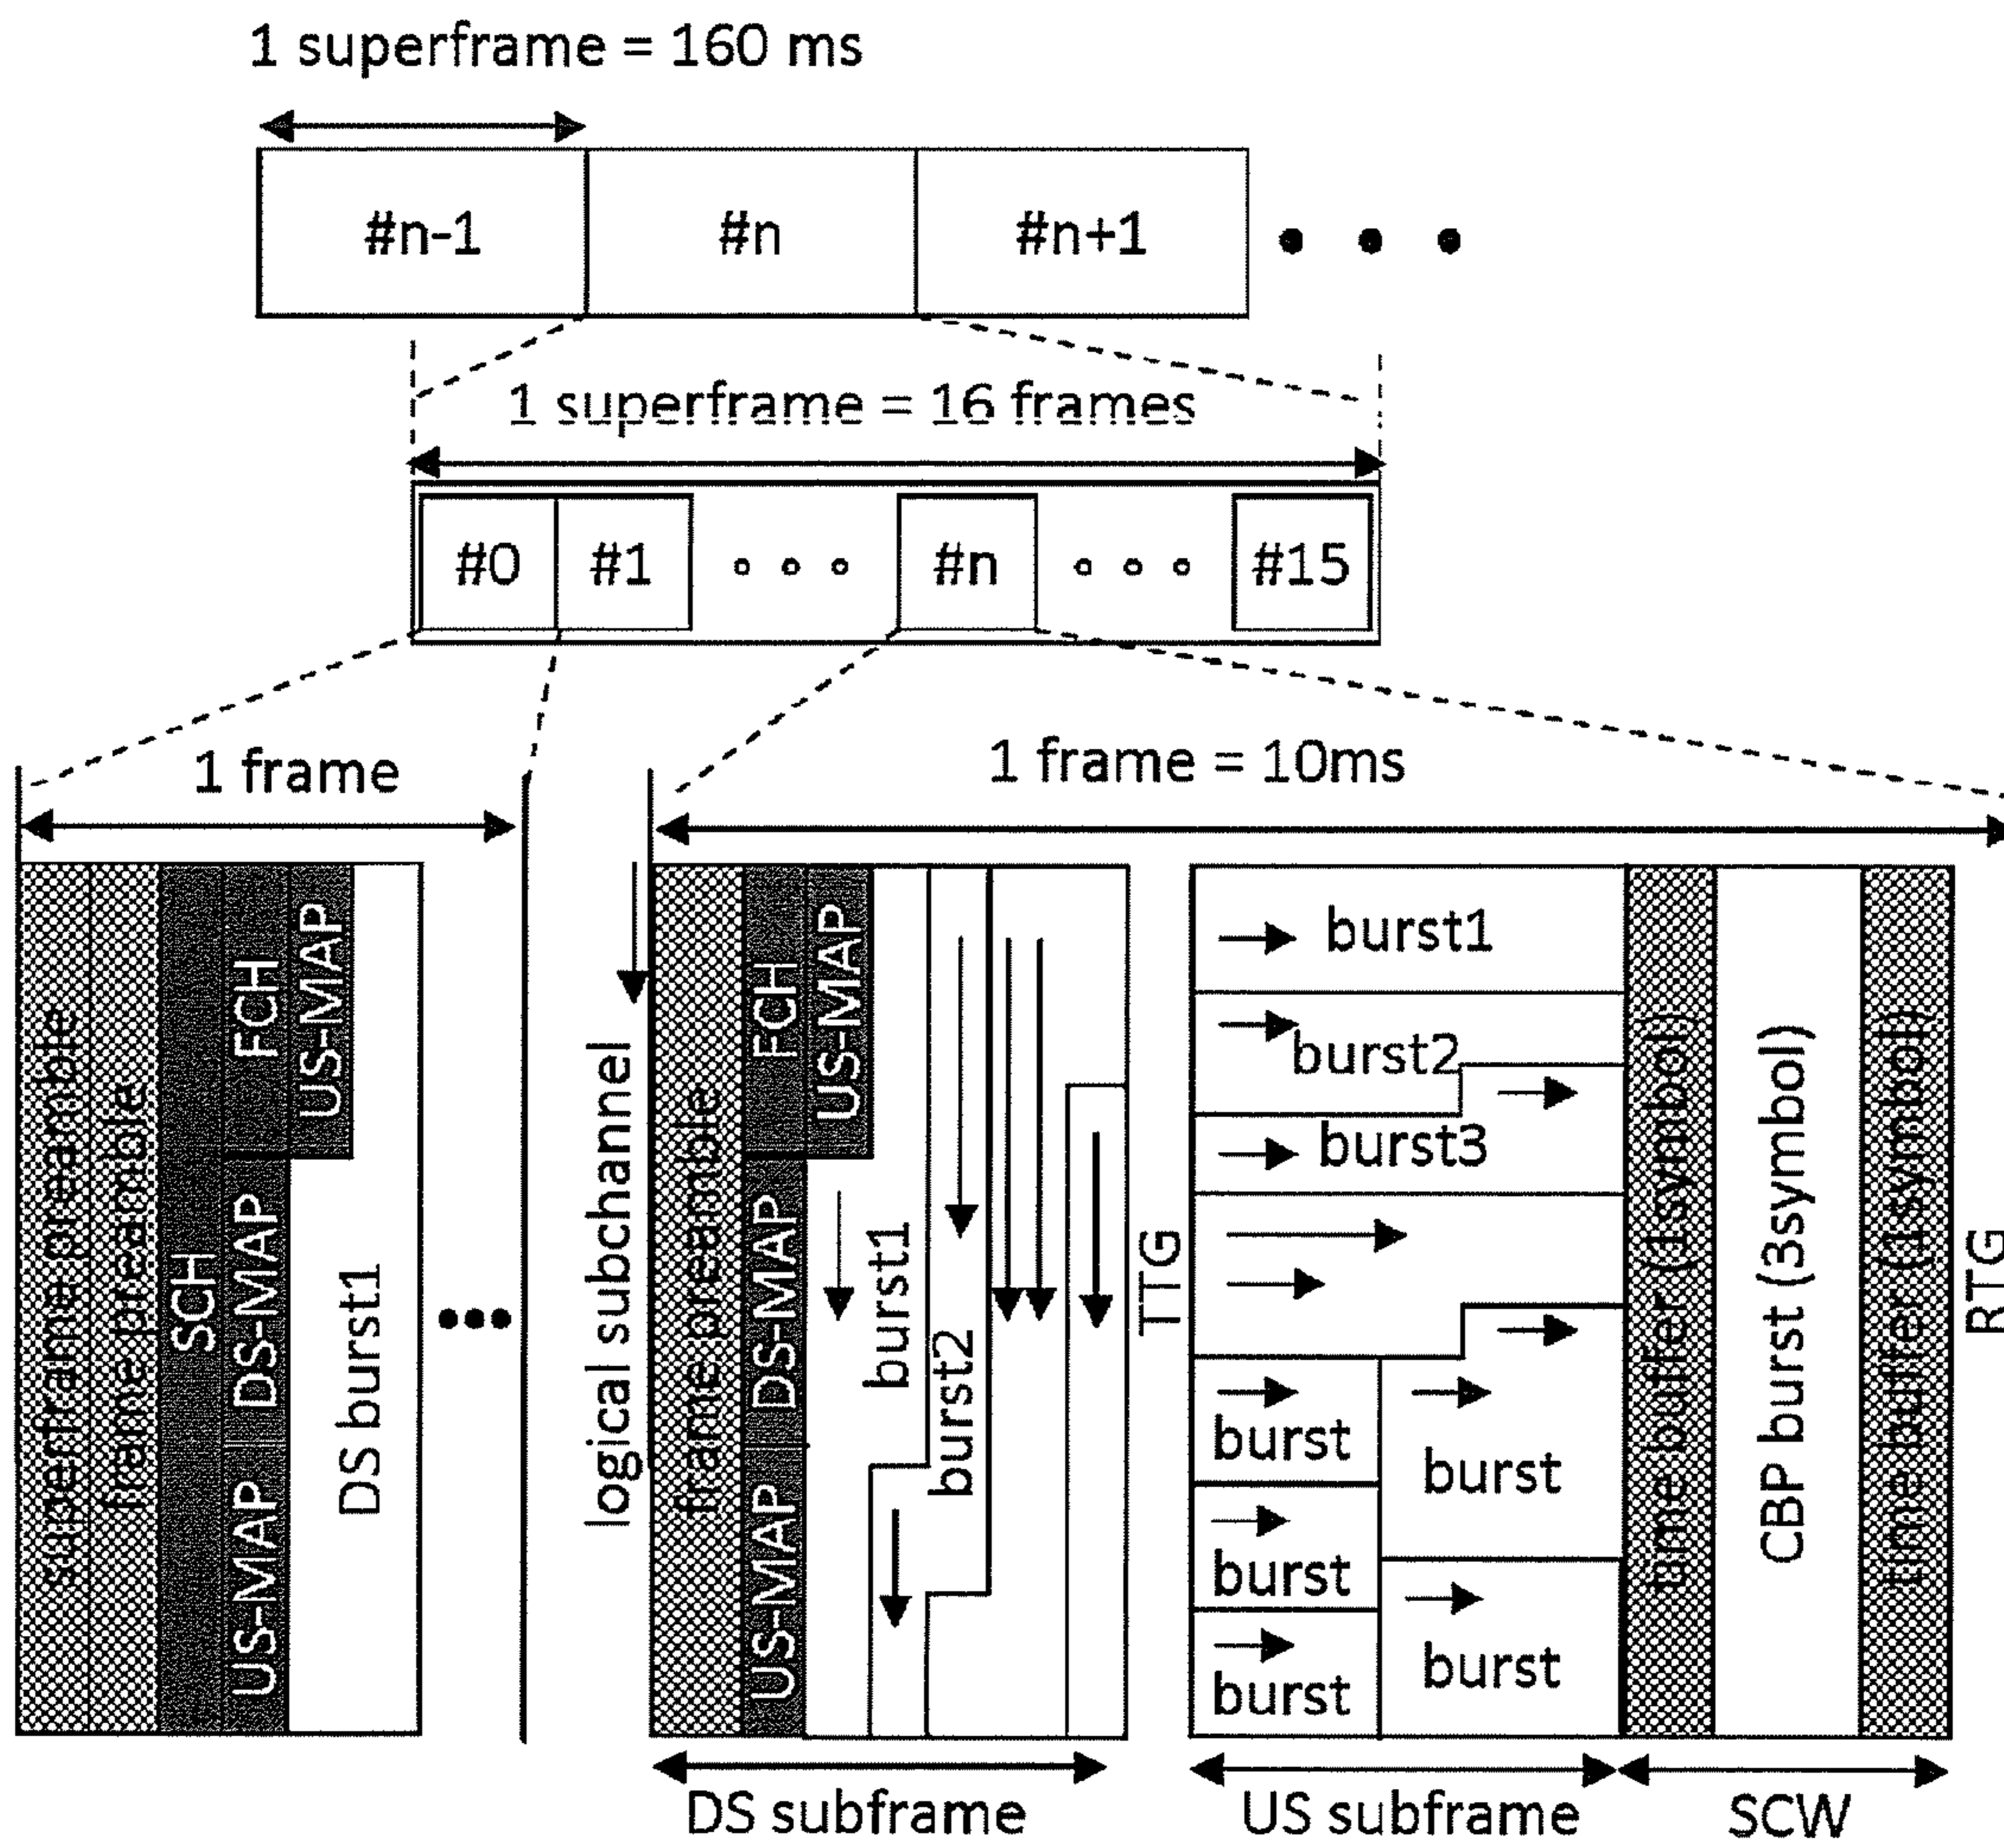 1 superframe = 160 ms
#n-1
#n
#n+1
1 superframe = 16 frames
#0
#1
#n
#15
1 frame
1 frame = 10ms
superframe preamble
frame preamble
SCH
FCH
DS-MAP
US-MAP
US-MAP
DS burst1
logical subchannel
frame preamble
FCH
DS-MAP
US-MAP
US-MAP
burst1
burst2
TTG
burst1
burst2
burst3
burst
burst
burst
burst
burst
time buffer (1symbol)
CBP burst (3symbol)
time buffer (1symbol)
RTG
DS subframe
US subframe
SCW